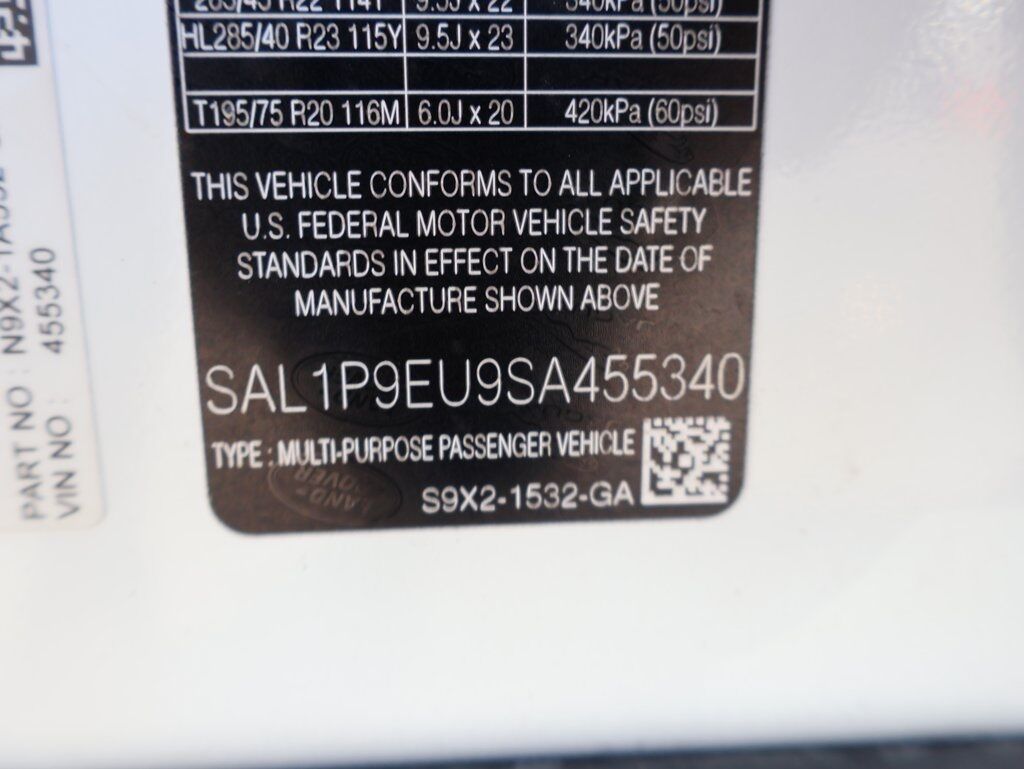 HL285/40 R23 115Y 9.5J x 23 340kPa (50psi)
T195/75 R20 116M 6.0J x 20 420kPa (60psi)
THIS VEHICLE CONFORMS TO ALL APPLICABLE
U.S. FEDERAL MOTOR VEHICLE SAFETY
STANDARDS IN EFFECT ON THE DATE OF
MANUFACTURE SHOWN ABOVE
SAL1P9EU9SA455340
TYPE : MULTI-PURPOSE PASSENGER VEHICLE
S9X2-1532-GA
LAND
ROVER
PART NO :
VIN NO : 455340